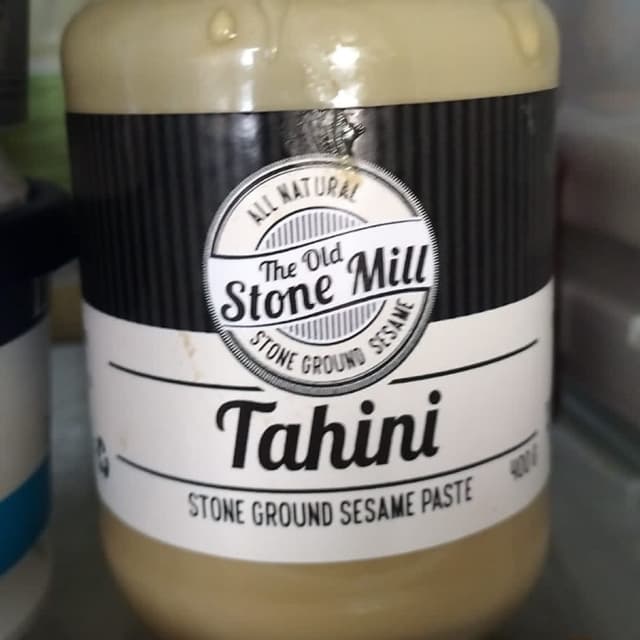 ALL NATURAL
The Old
Stone Mill
STONE GROUND SESAME
Tahini
STONE GROUND SESAME PASTE
400 g